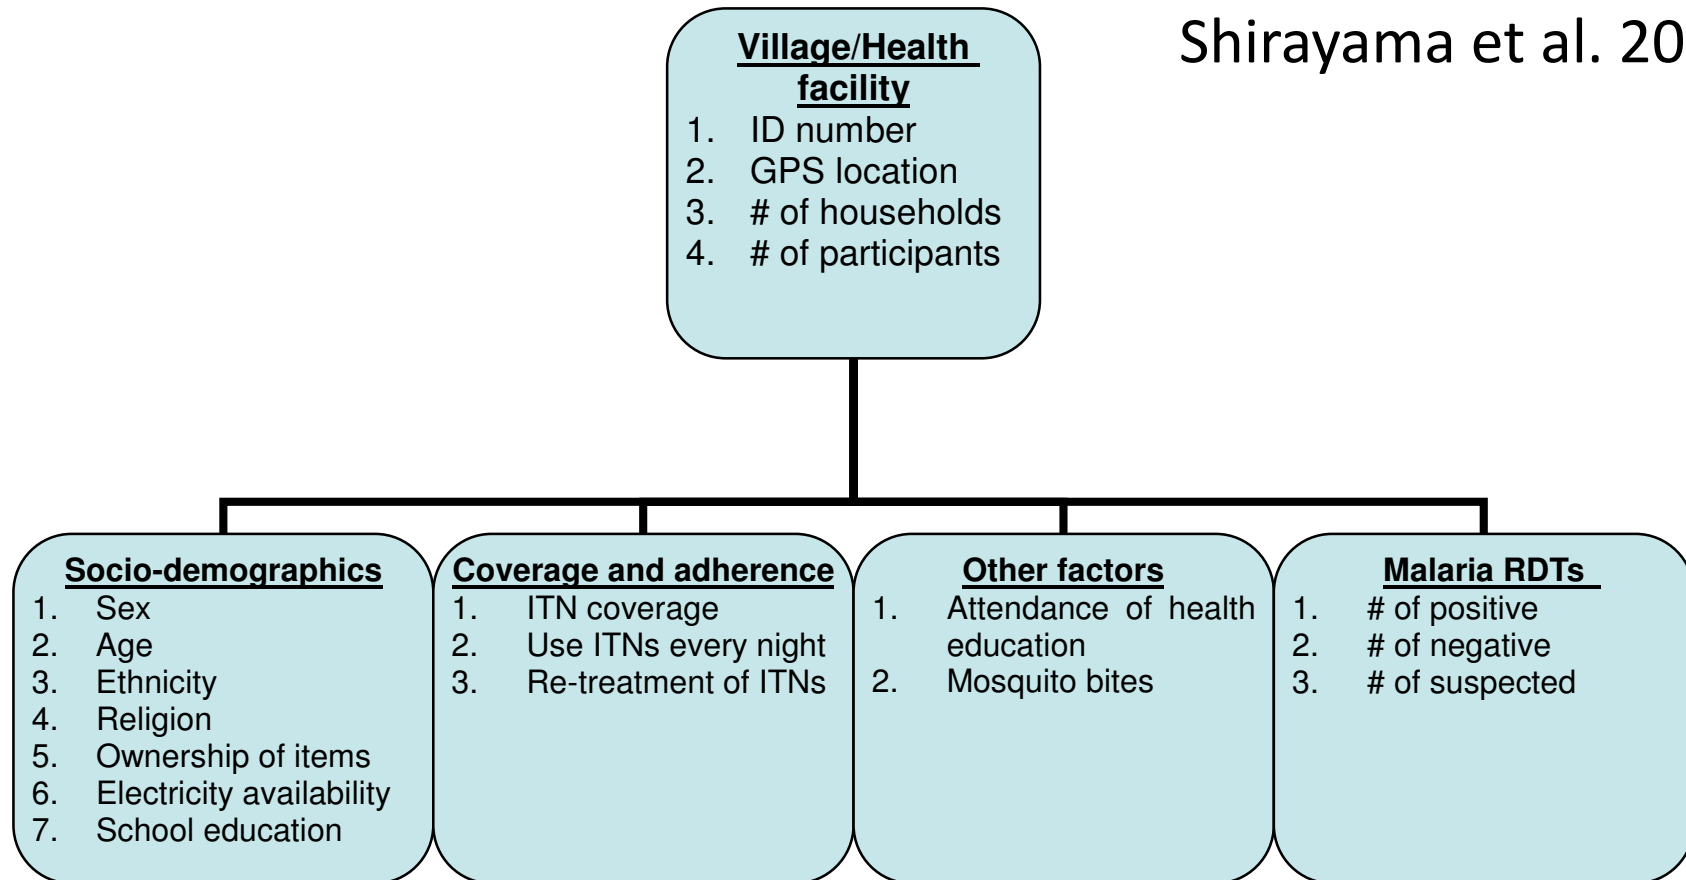 Shirayama et al. 20
Village/Health
facility
1. ID number
2. GPS location
3. # of households
4. # of participants
Socio-demographics
1. Sex
2. Age
3. Ethnicity
4. Religion
5. Ownership of items
6. Electricity availability
7. School education
Coverage and adherence
1. ITN coverage
2. Use ITNs every night
3. Re-treatment of ITNs
Other factors
1. Attendance of health
education
2. Mosquito bites
Malaria RDTs
1. # of positive
2. # of negative
3. # of suspected